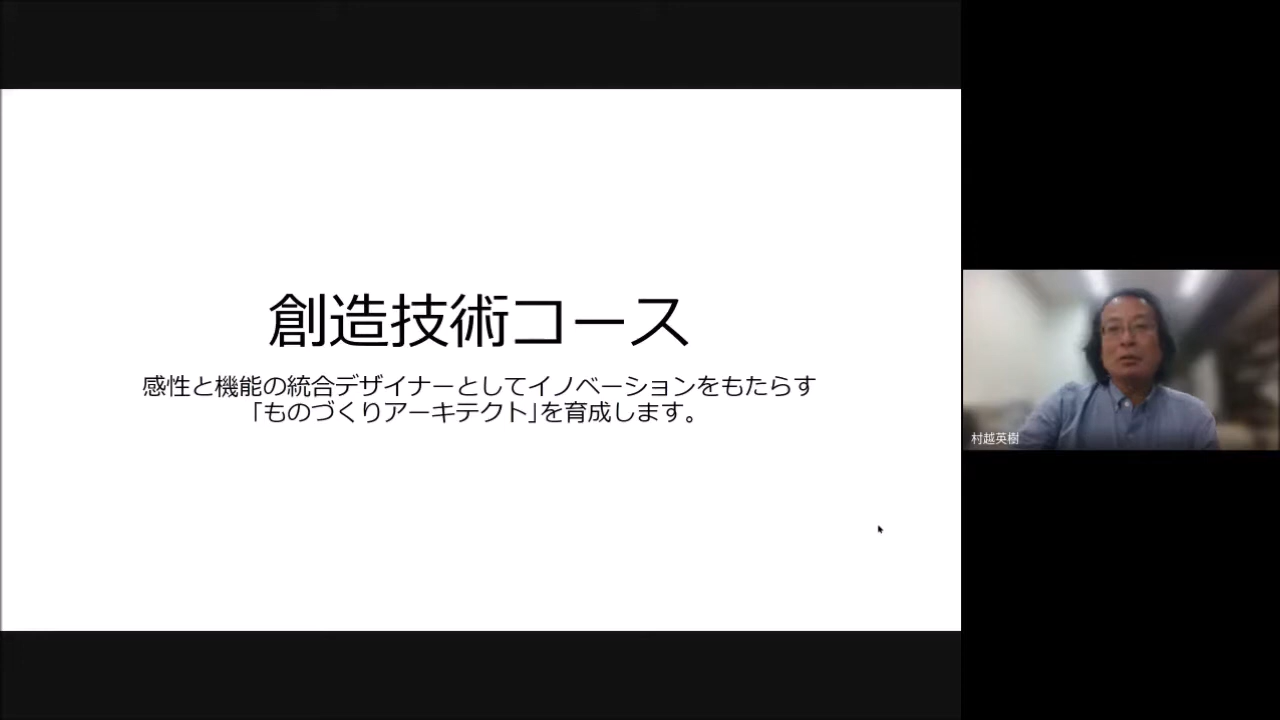 創造技術コース
感性と機能の統合デザイナーとしてイノベーションをもたらす
「ものづくりアーキテクト」を育成します。
村越英樹